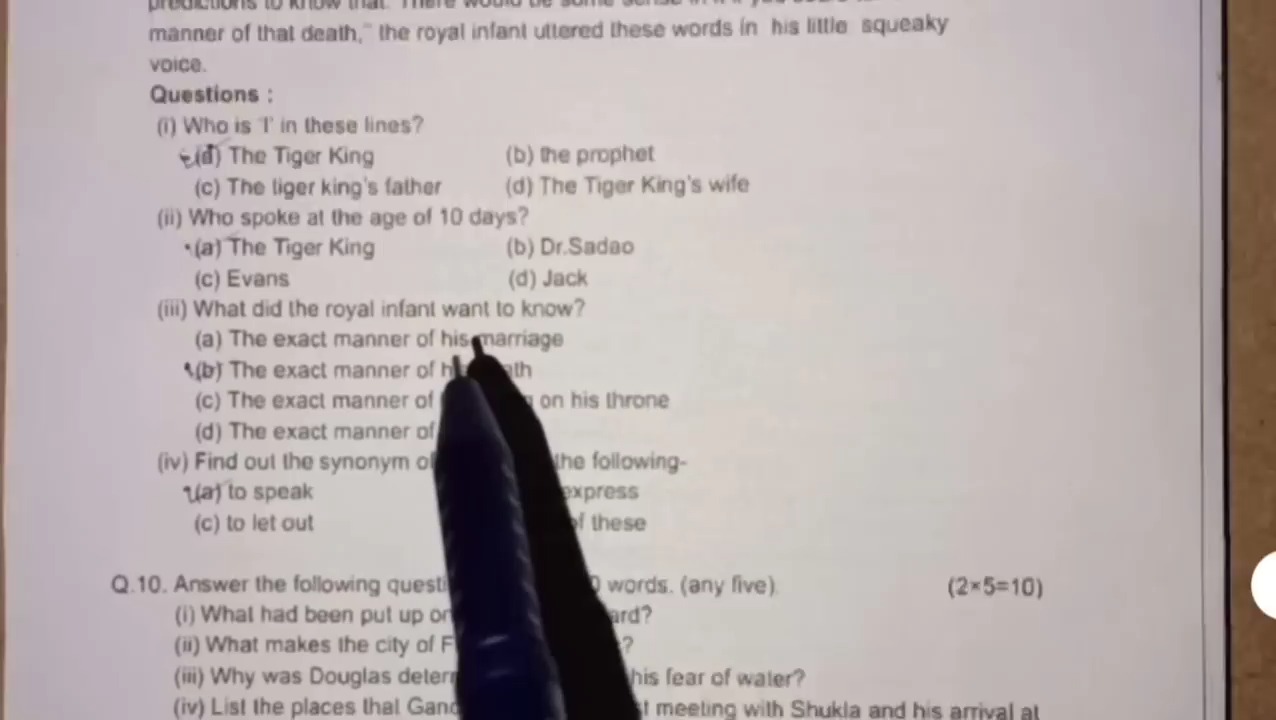 manner of that death," the royal infant uttered these words in his little squeaky
voice.
Questions :
(i) Who is 'I' in these lines?
(a) The Tiger King (b) the prophet
(c) The tiger king's father (d) The Tiger King's wife
(ii) Who spoke at the age of 10 days?
(a) The Tiger King (b) Dr.Sadao
(c) Evans (d) Jack
(iii) What did the royal infant want to know?
(a) The exact manner of his marriage
(b) The exact manner of
(c) The exact manner of on his throne
(d) The exact manner of
(iv) Find out the synonym the following-
(a) to speak express
(c) to let out of these
Q.10. Answer the following words. (any five) (2×5=10)
(i) What had been put up
(ii) What makes the city of
(iii) Why was Douglas his fear of water?
(iv) List the places that meeting with Shukla and his arrival at